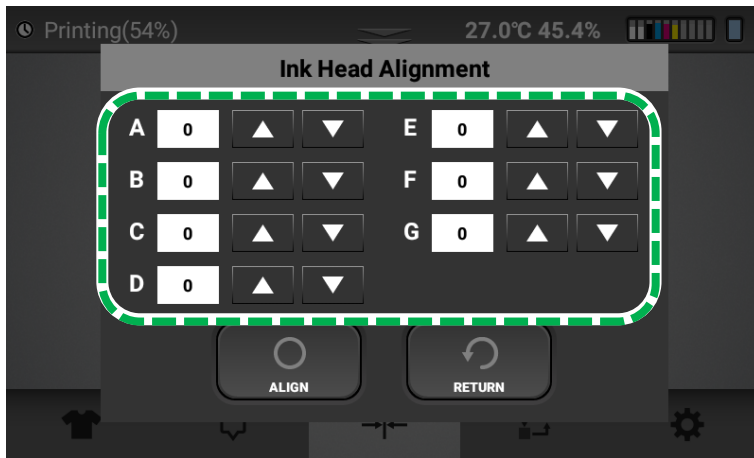 Printing(54%) 27.0°C 45.4%
Ink Head Alignment
A 0 E 0
B 0 F 0
C 0 G 0
D 0
ALIGN RETURN